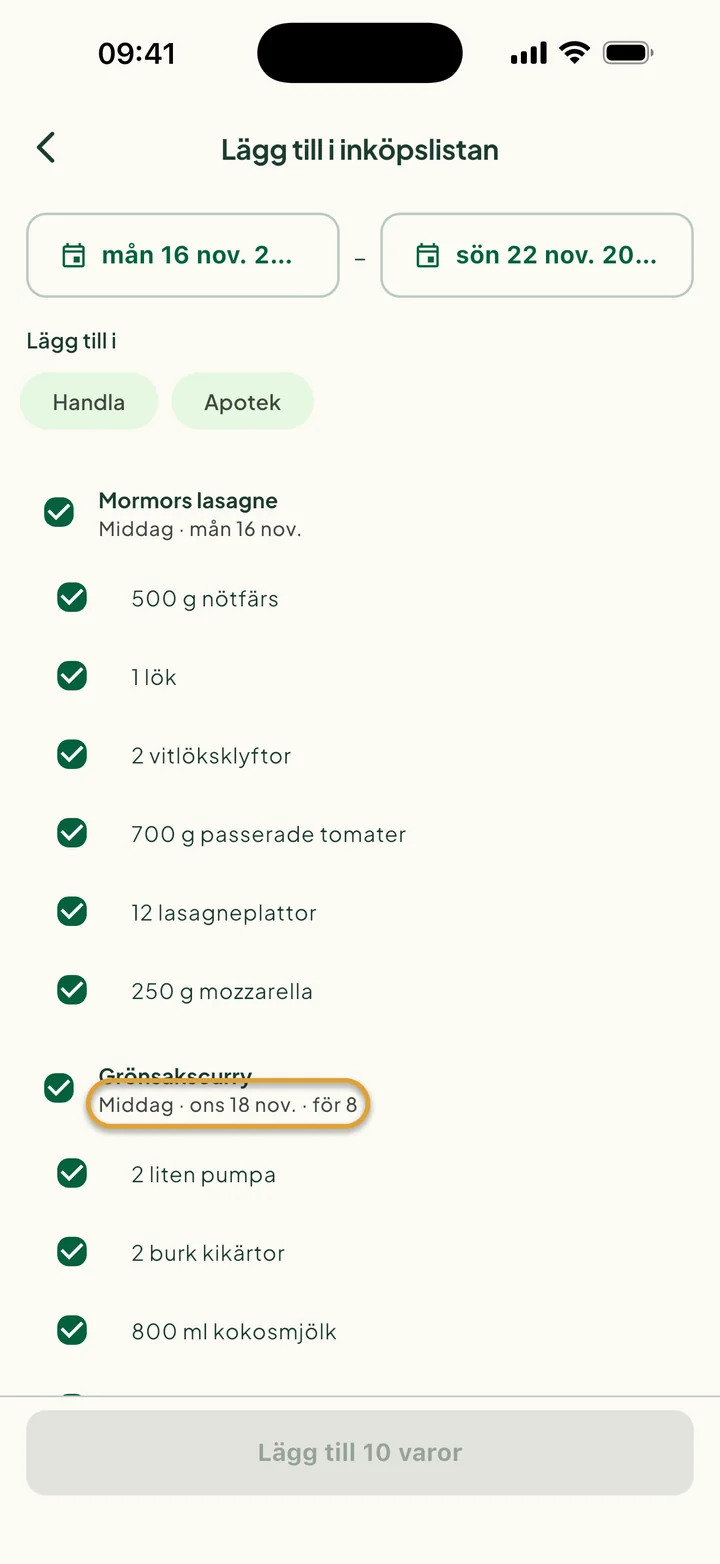 09:41
Lägg till i inköpslistan
mån 16 nov. 2... – sön 22 nov. 20...
Lägg till i
Handla Apotek
Mormors lasagne
Middag · mån 16 nov.
500 g nötfärs
1 lök
2 vitlöksklyftor
700 g passerade tomater
12 lasagneplattor
250 g mozzarella
Grönsakscurry
Middag · ons 18 nov. · för 8
2 liten pumpa
2 burk kikärtor
800 ml kokosmjölk
Lägg till 10 varor